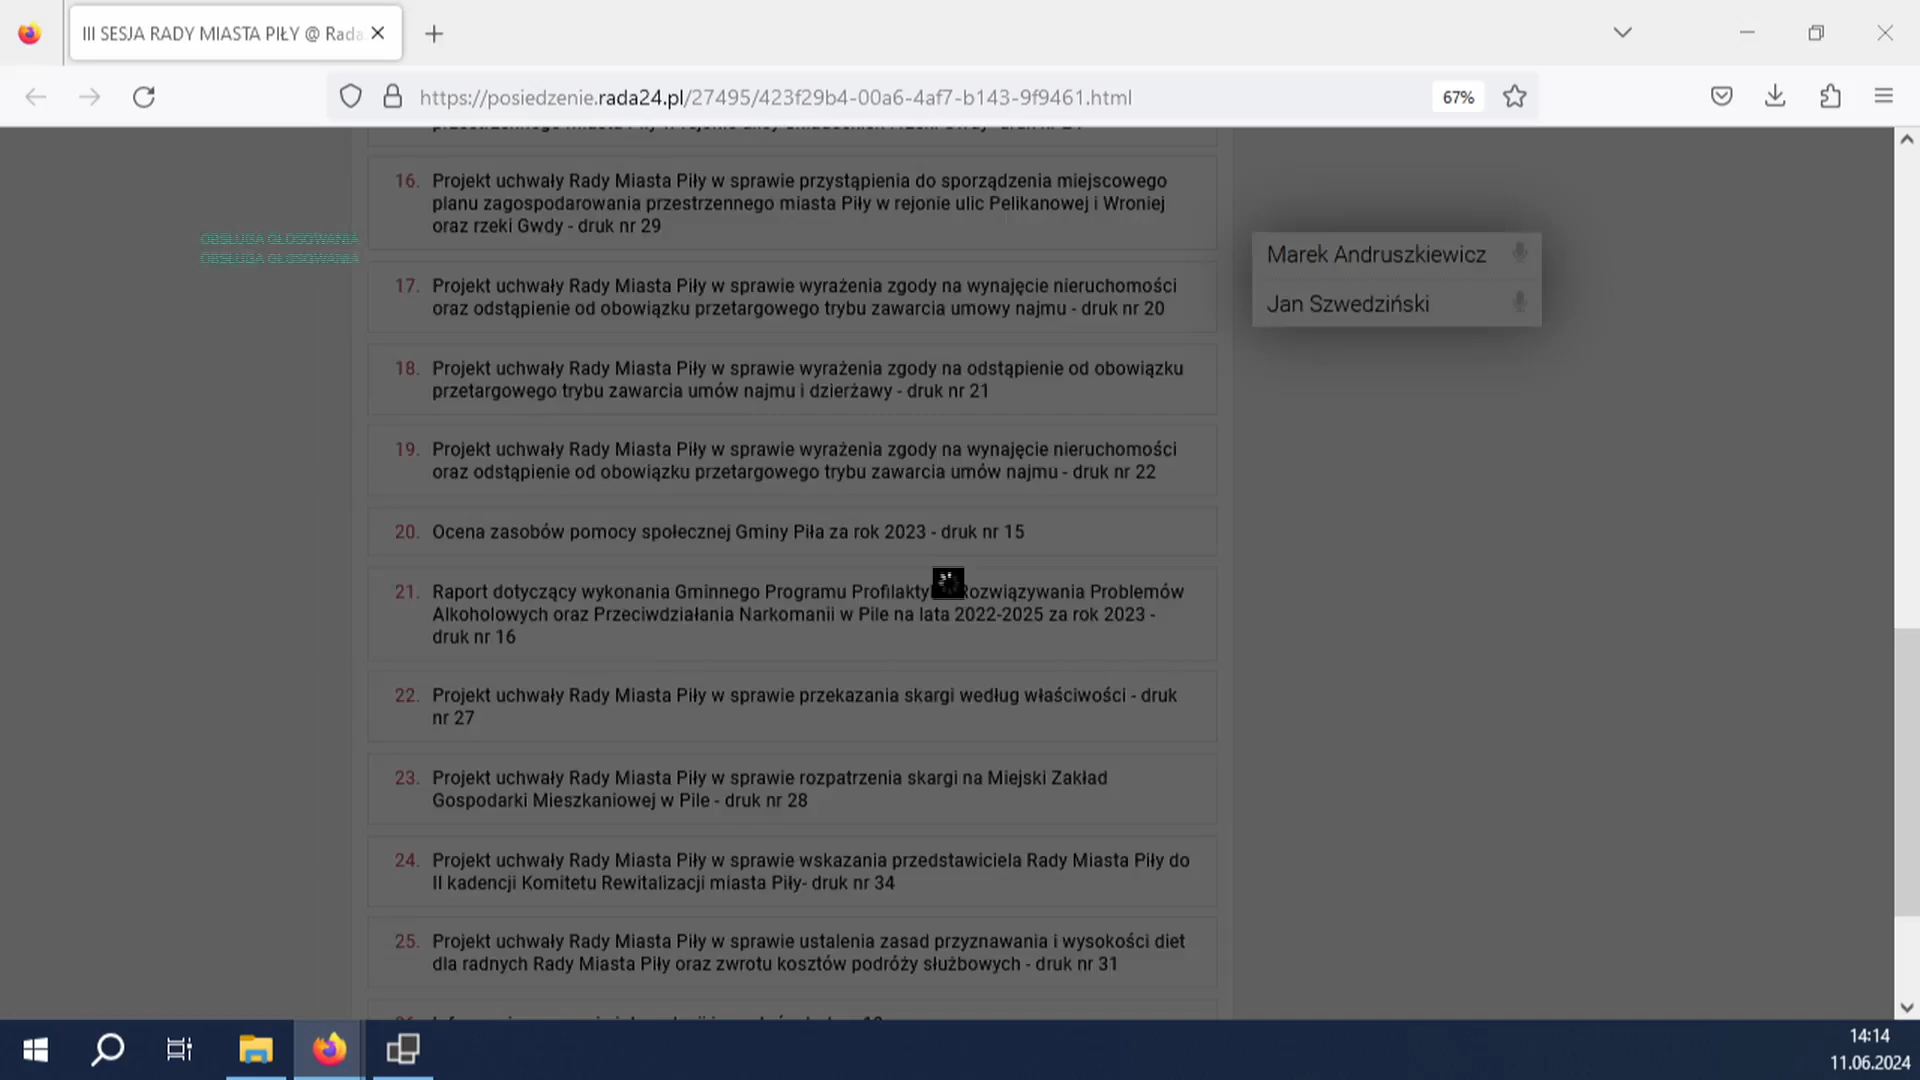 III SESJA RADY MIASTA PIŁY @ Rada
https://posiedzenie.rada24.pl/27495/423f29b4-00a6-4af7-b143-9f9461.html
67%
16. Projekt uchwały Rady Miasta Piły w sprawie przystąpienia do sporządzenia miejscowego
planu zagospodarowania przestrzennego miasta Piły w rejonie ulic Pelikanowej i Wroniej
oraz rzeki Gwdy - druk nr 29
OBSŁUGA GŁOSOWANIA
OBSŁUGA GŁOSOWANIA
Marek Andruszkiewicz
Jan Szwedziński
17. Projekt uchwały Rady Miasta Piły w sprawie wyrażenia zgody na wynajęcie nieruchomości
oraz odstąpienie od obowiązku przetargowego trybu zawarcia umowy najmu - druk nr 20
18. Projekt uchwały Rady Miasta Piły w sprawie wyrażenia zgody na odstąpienie od obowiązku
przetargowego trybu zawarcia umów najmu i dzierżawy - druk nr 21
19. Projekt uchwały Rady Miasta Piły w sprawie wyrażenia zgody na wynajęcie nieruchomości
oraz odstąpienie od obowiązku przetargowego trybu zawarcia umów najmu - druk nr 22
20. Ocena zasobów pomocy społecznej Gminy Piła za rok 2023 - druk nr 15
21. Raport dotyczący wykonania Gminnego Programu Profilakty Rozwiązywania Problemów
Alkoholowych oraz Przeciwdziałania Narkomanii w Pile na lata 2022-2025 za rok 2023 -
druk nr 16
22. Projekt uchwały Rady Miasta Piły w sprawie przekazania skargi według właściwości - druk
nr 27
23. Projekt uchwały Rady Miasta Piły w sprawie rozpatrzenia skargi na Miejski Zakład
Gospodarki Mieszkaniowej w Pile - druk nr 28
24. Projekt uchwały Rady Miasta Piły w sprawie wskazania przedstawiciela Rady Miasta Piły do
II kadencji Komitetu Rewitalizacji miasta Piły- druk nr 34
25. Projekt uchwały Rady Miasta Piły w sprawie ustalenia zasad przyznawania i wysokości diet
dla radnych Rady Miasta Piły oraz zwrotu kosztów podróży służbowych - druk nr 31
14:14
11.06.2024